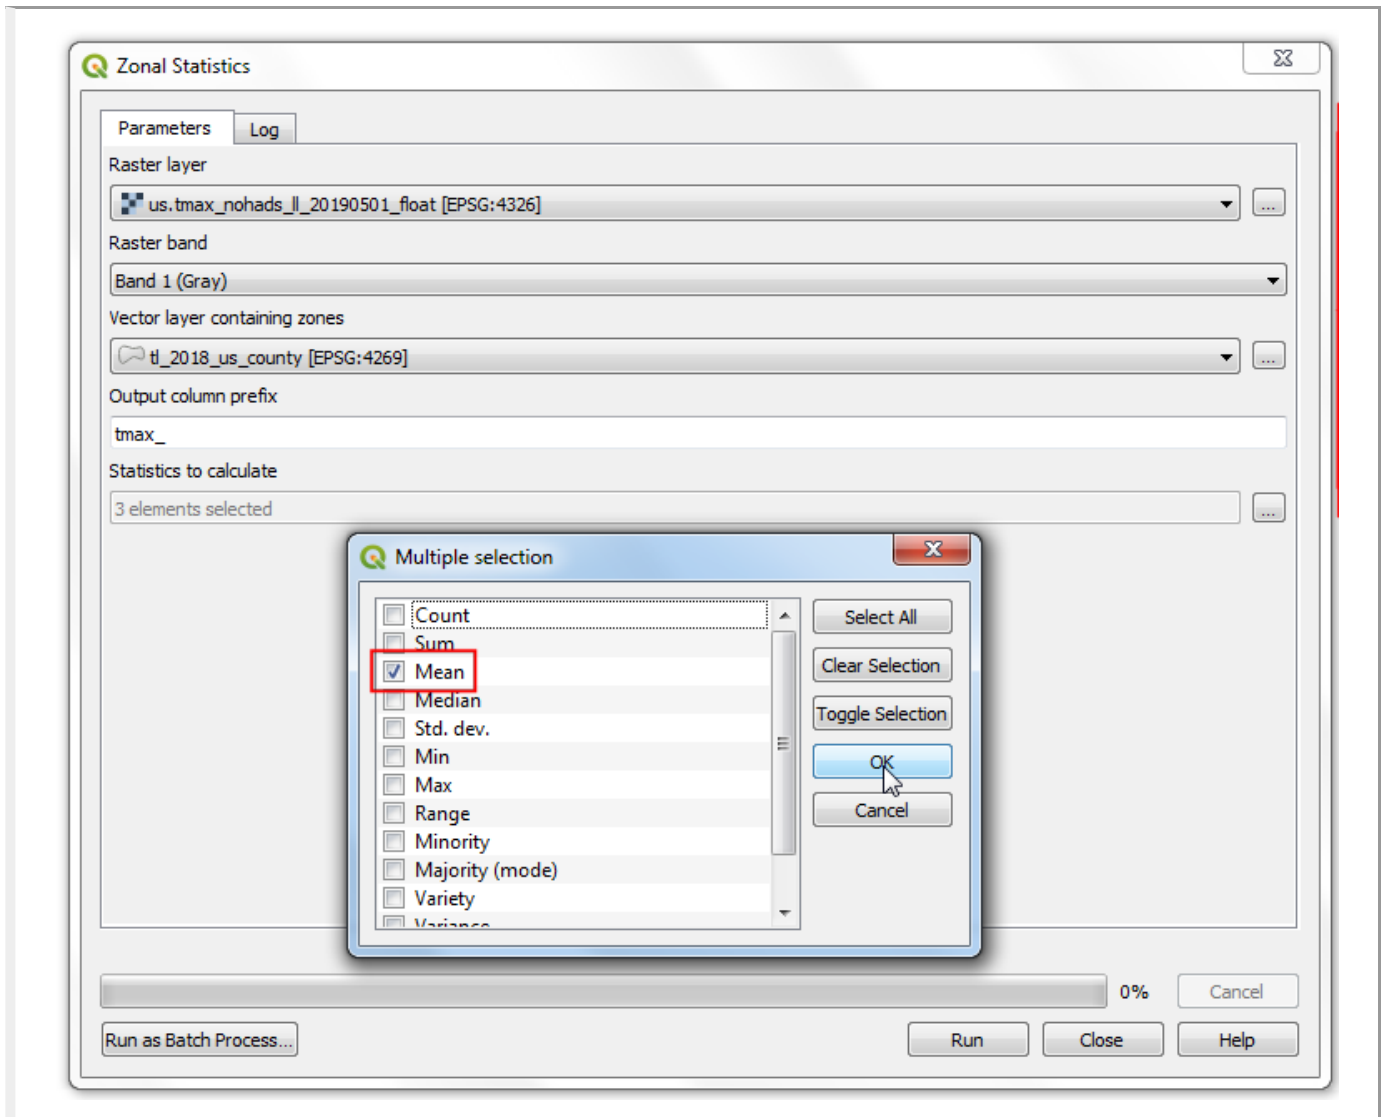 Zonal Statistics
Parameters Log
Raster layer
us.tmax_nohads_ll_20190501_float [EPSG:4326]
...
Raster band
Band 1 (Gray)
Vector layer containing zones
tl_2018_us_county [EPSG:4269]
...
Output column prefix
tmax_
Statistics to calculate
3 elements selected
...
Multiple selection
Count
Sum
Mean
Median
Std. dev.
Min
Max
Range
Minority
Majority (mode)
Variety
Variance
Select All
Clear Selection
Toggle Selection
OK
Cancel
0% Cancel
Run as Batch Process... Run Close Help